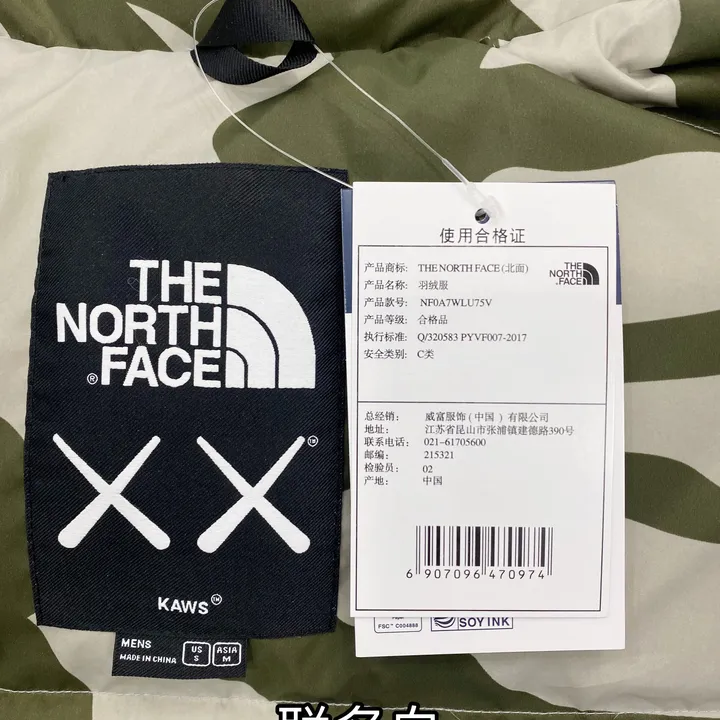 THE
NORTH
FACE
®
TM
KAWS™
MENS
MADE IN CHINA
US
S
ASIA
M
使用合格证
产品商标: THE NORTH FACE(北面)
产品名称: 羽绒服
产品款号: NF0A7WLU75V
产品等级: 合格品
执行标准: Q/320583 PYVF007-2017
安全类别: C类
THE
NORTH
FACE
总经销: 威富服饰(中国)有限公司
地址: 江苏省昆山市张浦镇建德路390号
联系电话: 021-61705600
邮编: 215321
检验员: 02
产地: 中国
6 907096 470974
FSC™ C004888
SOY INK